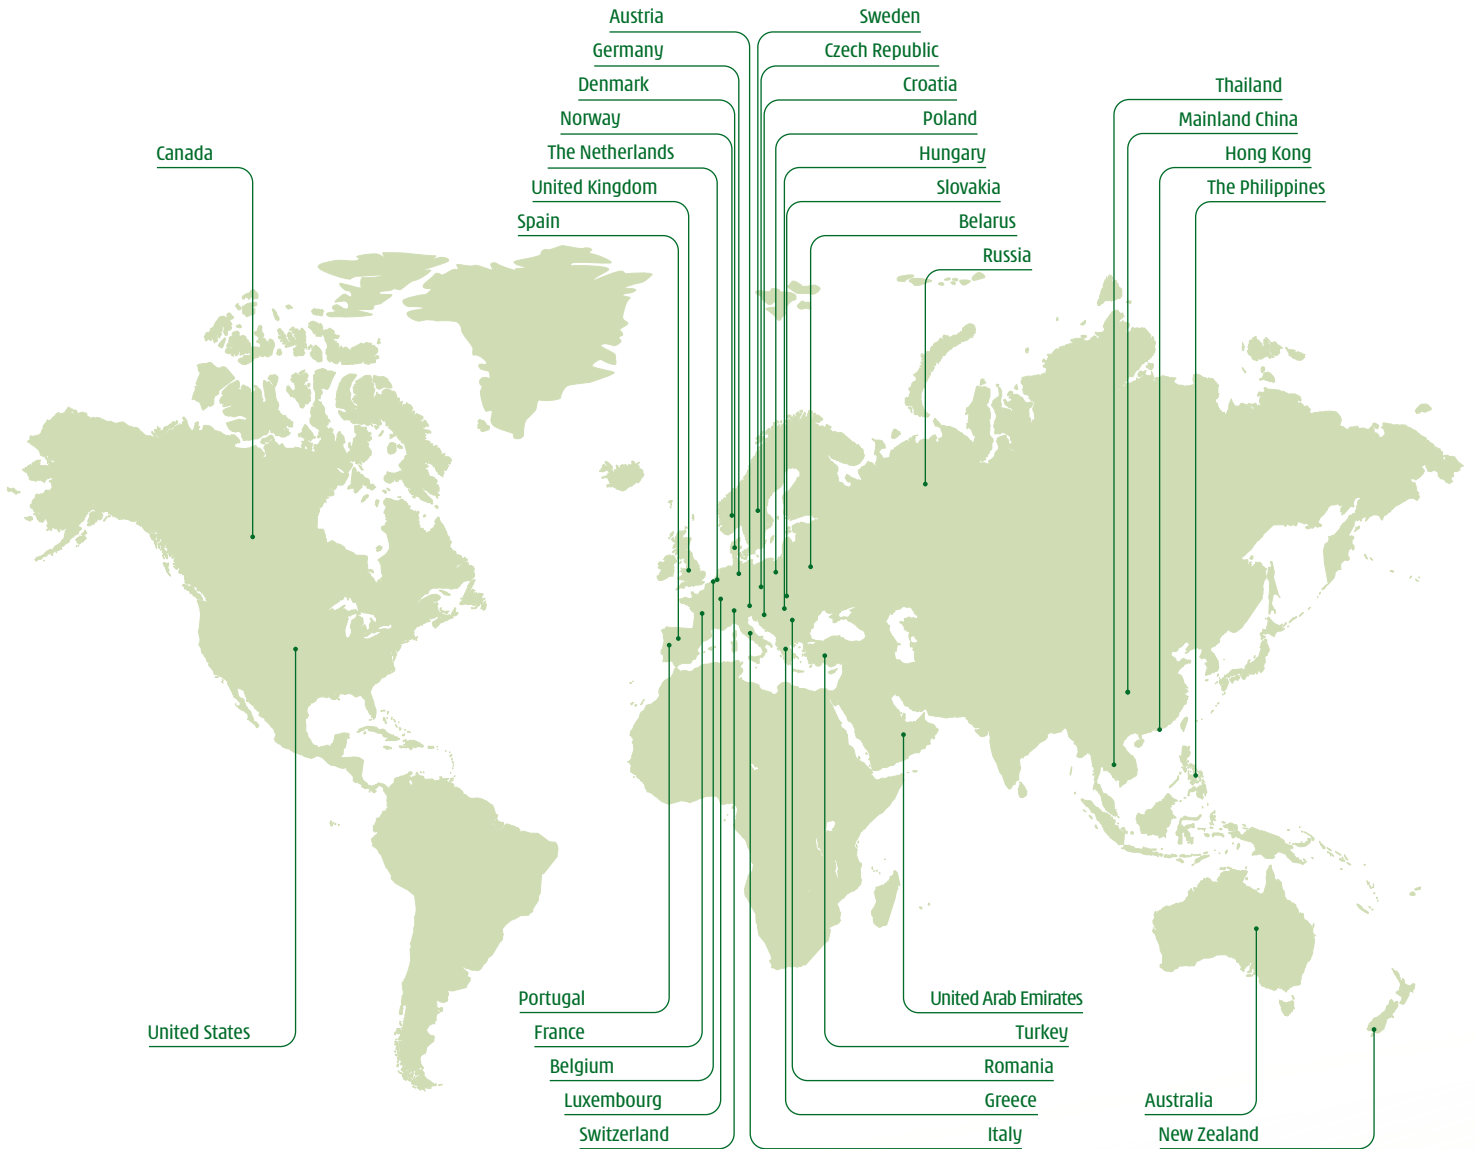 Austria
Sweden
Germany
Czech Republic
Denmark
Croatia
Thailand
Norway
Poland
Mainland China
Canada
The Netherlands
Hungary
Hong Kong
United Kingdom
Slovakia
The Philippines
Spain
Belarus
Russia
Portugal
United Arab Emirates
United States
France
Turkey
Belgium
Romania
Luxembourg
Greece
Australia
Switzerland
Italy
New Zealand